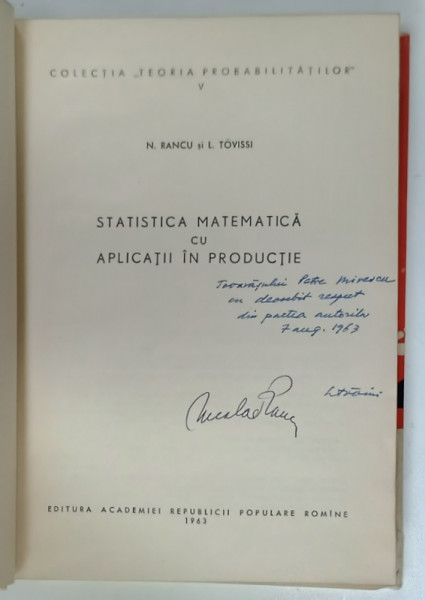 COLECȚIA „TEORIA PROBABILITĂȚILOR”
V
N. RANCU și L. TÖVISSI
STATISTICA MATEMATICĂ
CU
APLICAȚII ÎN PRODUCȚIE
Tovarășului Petre
cu deosebit respect
din partea autorilor
7 aug. 1963
EDITURA ACADEMIEI REPUBLICII POPULARE ROMÎNE
1963